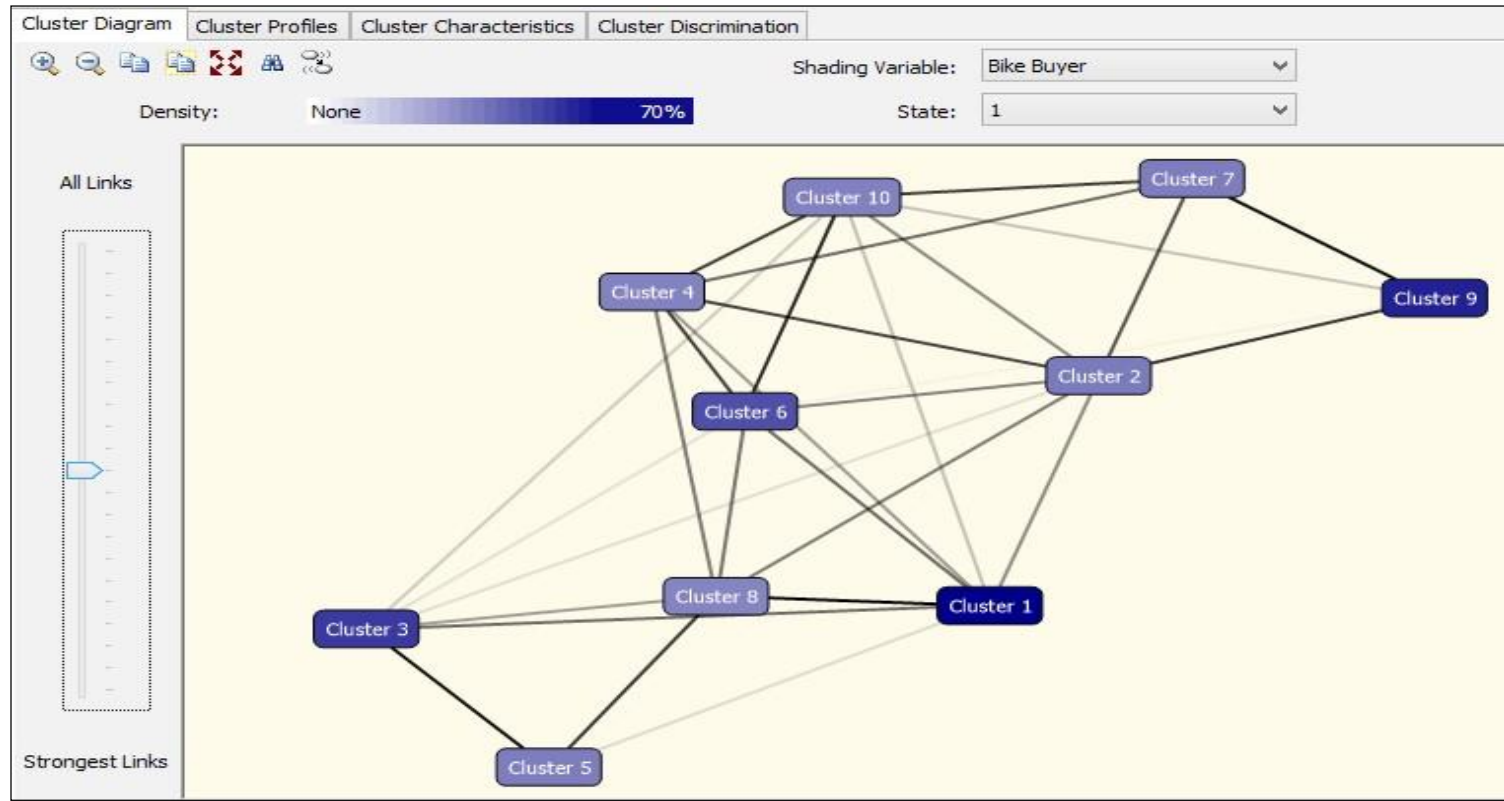 Cluster Diagram Cluster Profiles Cluster Characteristics Cluster Discrimination
Shading Variable: Bike Buyer
Density: None 70% State: 1
All Links
Cluster 7
Cluster 10
Cluster 4
Cluster 9
Cluster 2
Cluster 6
Cluster 8
Cluster 1
Cluster 3
Strongest Links
Cluster 5